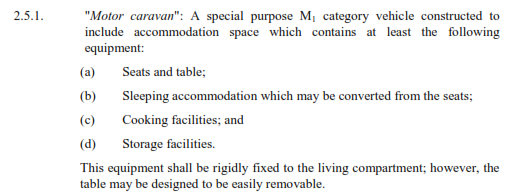 2.5.1. "Motor caravan": A special purpose M₁ category vehicle constructed to
include accommodation space which contains at least the following
equipment:
(a) Seats and table;
(b) Sleeping accommodation which may be converted from the seats;
(c) Cooking facilities; and
(d) Storage facilities.
This equipment shall be rigidly fixed to the living compartment; however, the
table may be designed to be easily removable.